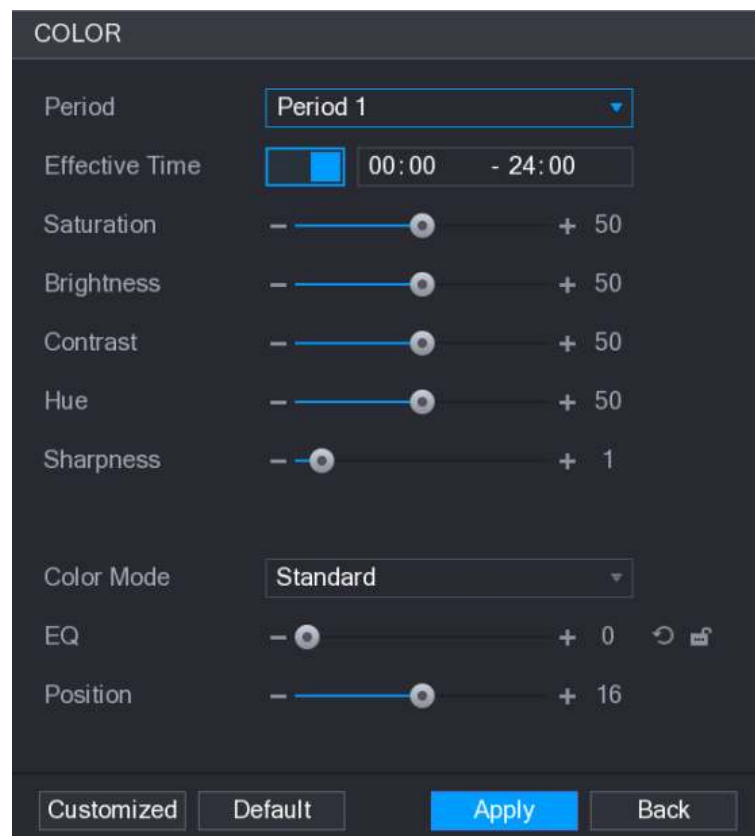 COLOR
Period Period 1
Effective Time 00:00 - 24:00
Saturation - + 50
Brightness - + 50
Contrast - + 50
Hue - + 50
Sharpness - + 1
Color Mode Standard
EQ - + 0
Position - + 16
Customized Default Apply Back